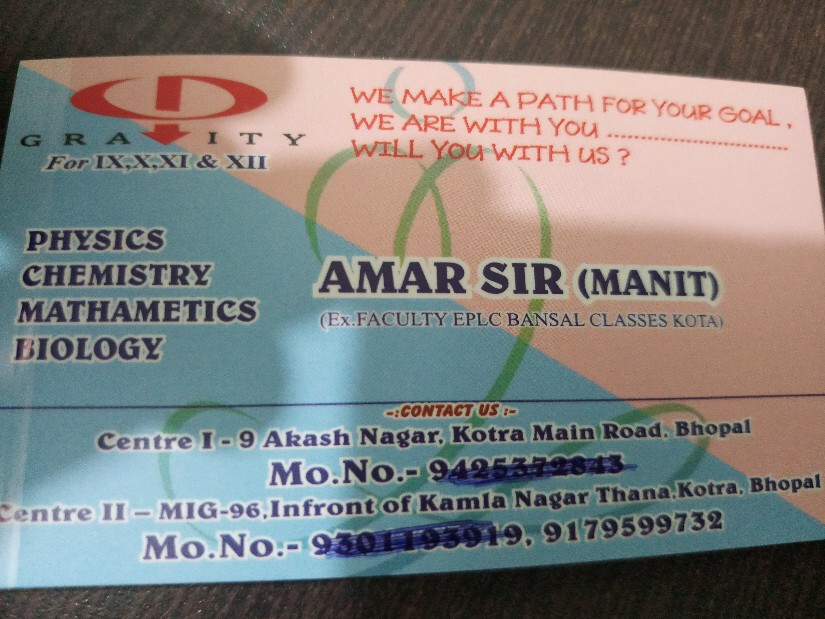 GRAVITY
For IX,X,XI & XII
WE MAKE A PATH FOR YOUR GOAL,
WE ARE WITH YOU ..............................
WILL YOU WITH US ?
PHYSICS
CHEMISTRY
MATHAMETICS
BIOLOGY
AMAR SIR (MANIT)
(Ex.FACULTY EPLC BANSAL CLASSES KOTA)
-:CONTACT US :-
Centre I - 9 Akash Nagar, Kotra Main Road, Bhopal
Mo.No.- 9425372843
Centre II – MIG-96,Infront of Kamla Nagar Thana,Kotra, Bhopal
Mo.No.- 9301193919, 9179599732